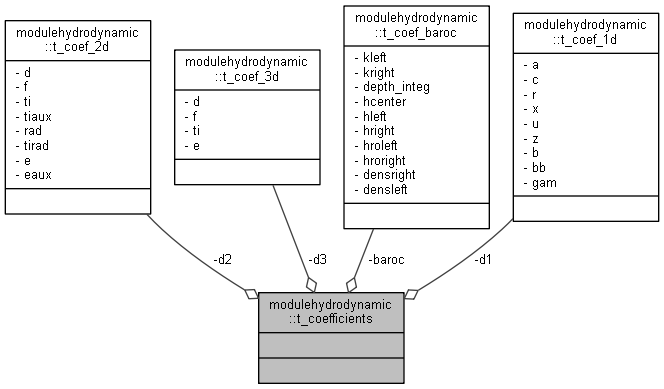 modulehydrodynamic
::t_coef_2d
- d
- f
- ti
- tiaux
- rad
- tirad
- e
- eaux
modulehydrodynamic
::t_coef_3d
- d
- f
- ti
- e
modulehydrodynamic
::t_coef_baroc
- kleft
- kright
- depth_integ
- hcenter
- hleft
- hright
- hroleft
- hroright
- densright
- densleft
modulehydrodynamic
::t_coef_1d
- a
- c
- r
- x
- u
- z
- b
- bb
- gam
-d2
-d3
-baroc
-d1
modulehydrodynamic
::t_coefficients